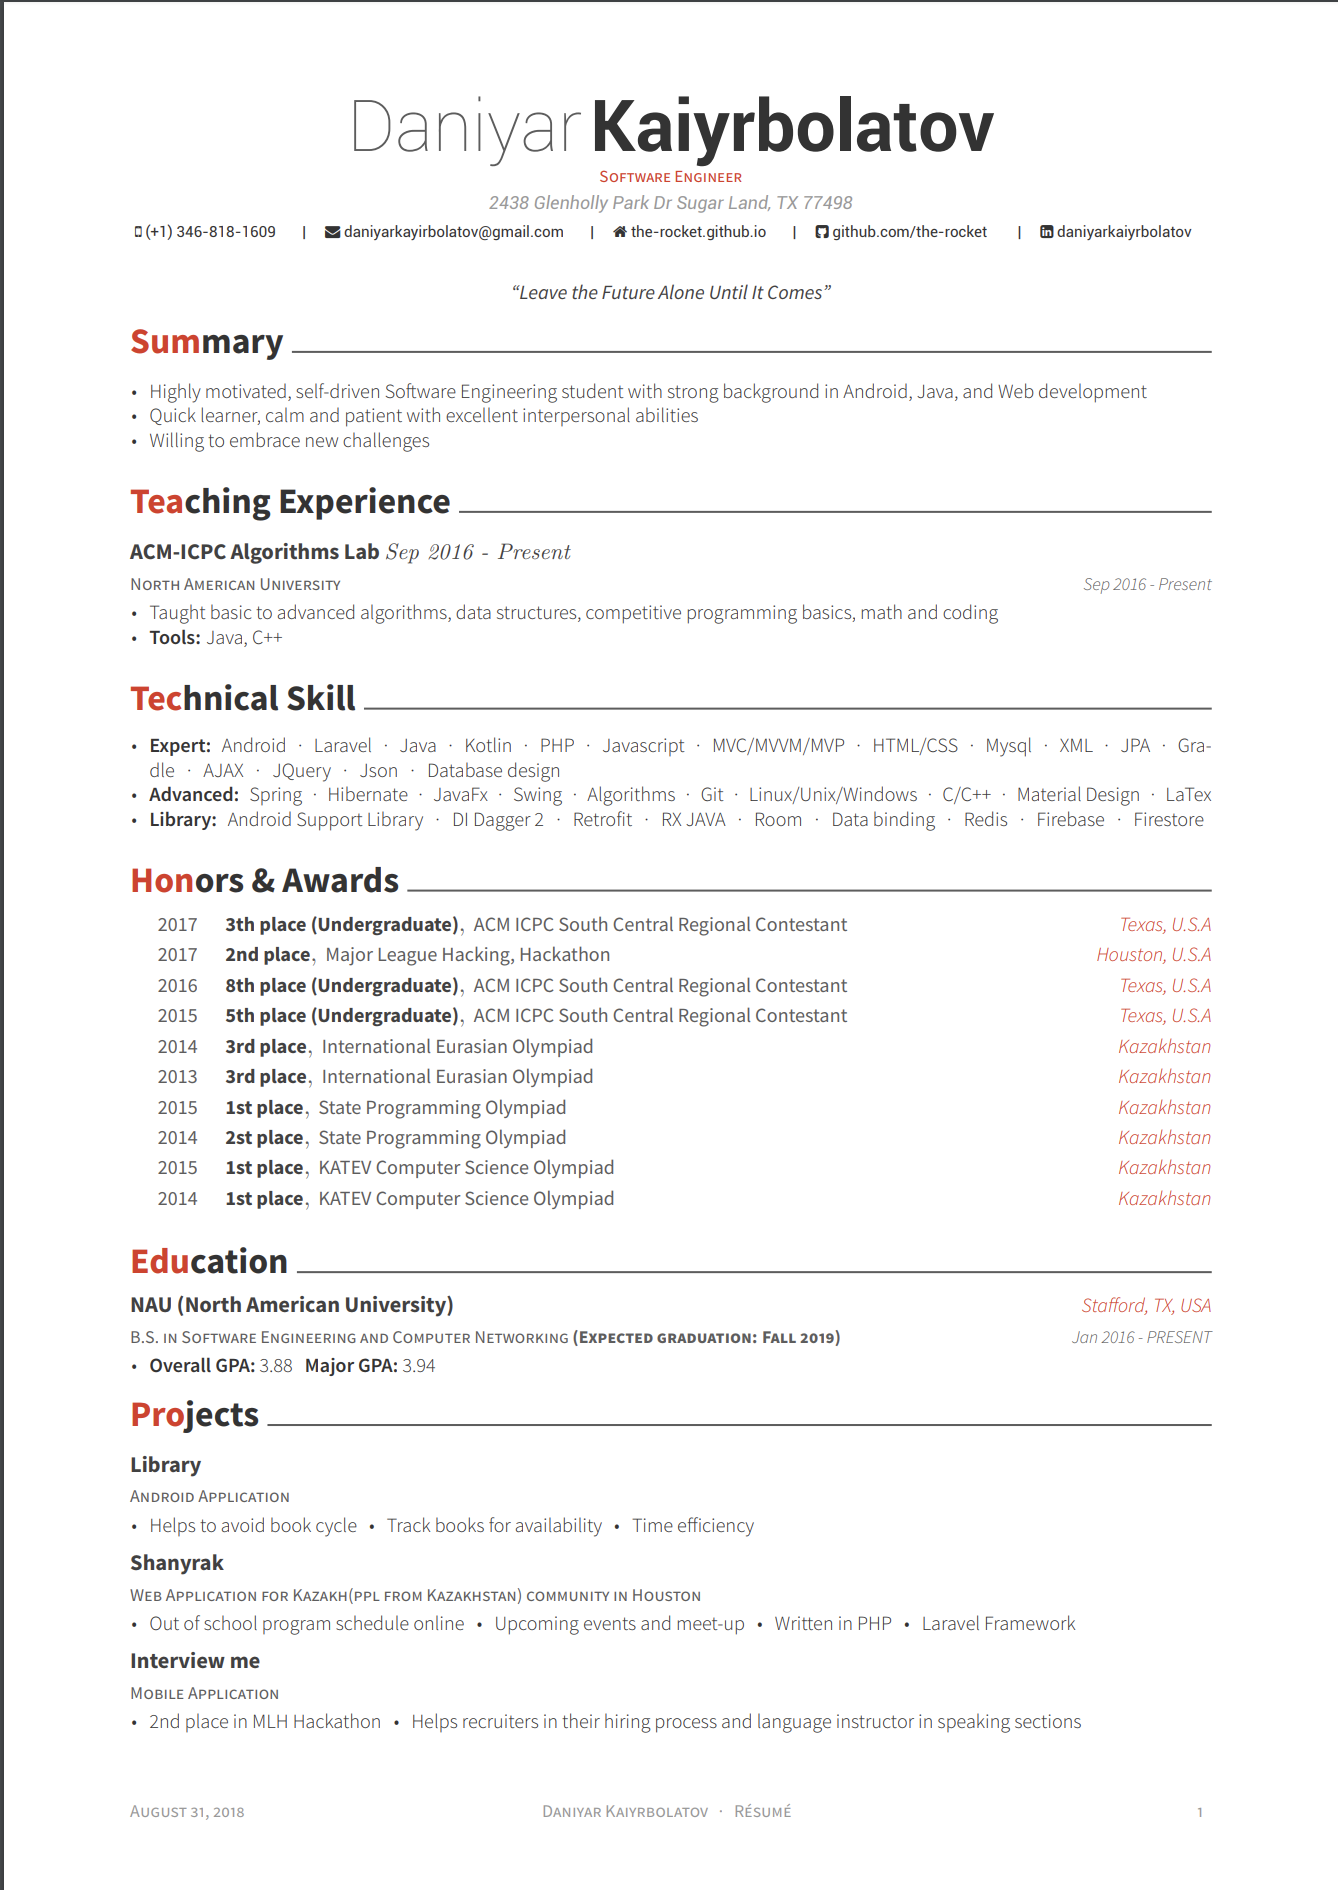 Daniyar Kaiyrbolatov
Software Engineer
2438 Glenholly Park Dr Sugar Land, TX 77498
(+1) 346-818-1609 | daniyarkayirbolatov@gmail.com | the-rocket.github.io | github.com/the-rocket | daniyarkaiyrbolatov
“Leave the Future Alone Until It Comes”
Summary
• Highly motivated, self-driven Software Engineering student with strong background in Android, Java, and Web development
• Quick learner, calm and patient with excellent interpersonal abilities
• Willing to embrace new challenges
Teaching Experience
ACM-ICPC Algorithms Lab Sep 2016 - Present
North American University Sep 2016 - Present
• Taught basic to advanced algorithms, data structures, competitive programming basics, math and coding
• Tools: Java, C++
Technical Skill
• Expert: Android · Laravel · Java · Kotlin · PHP · Javascript · MVC/MVVM/MVP · HTML/CSS · Mysql · XML · JPA · Gra-
dle · AJAX · JQuery · Json · Database design
• Advanced: Spring · Hibernate · JavaFx · Swing · Algorithms · Git · Linux/Unix/Windows · C/C++ · Material Design · LaTex
• Library: Android Support Library · DI Dagger 2 · Retrofit · RX JAVA · Room · Data binding · Redis · Firebase · Firestore
Honors & Awards
2017 3th place (Undergraduate), ACM ICPC South Central Regional Contestant Texas, U.S.A
2017 2nd place, Major League Hacking, Hackathon Houston, U.S.A
2016 8th place (Undergraduate), ACM ICPC South Central Regional Contestant Texas, U.S.A
2015 5th place (Undergraduate), ACM ICPC South Central Regional Contestant Texas, U.S.A
2014 3rd place, International Eurasian Olympiad Kazakhstan
2013 3rd place, International Eurasian Olympiad Kazakhstan
2015 1st place, State Programming Olympiad Kazakhstan
2014 2st place, State Programming Olympiad Kazakhstan
2015 1st place, KATEV Computer Science Olympiad Kazakhstan
2014 1st place, KATEV Computer Science Olympiad Kazakhstan
Education
NAU (North American University) Stafford, TX, USA
B.S. in Software Engineering and Computer Networking (Expected graduation: Fall 2019) Jan 2016 - PRESENT
• Overall GPA: 3.88 Major GPA: 3.94
Projects
Library
Android Application
• Helps to avoid book cycle • Track books for availability • Time efficiency
Shanyrak
Web Application for Kazakh(ppl from Kazakhstan) community in Houston
• Out of school program schedule online • Upcoming events and meet-up • Written in PHP • Laravel Framework
Interview me
Mobile Application
• 2nd place in MLH Hackathon • Helps recruiters in their hiring process and language instructor in speaking sections
August 31, 2018 Daniyar Kaiyrbolatov · Résumé 1